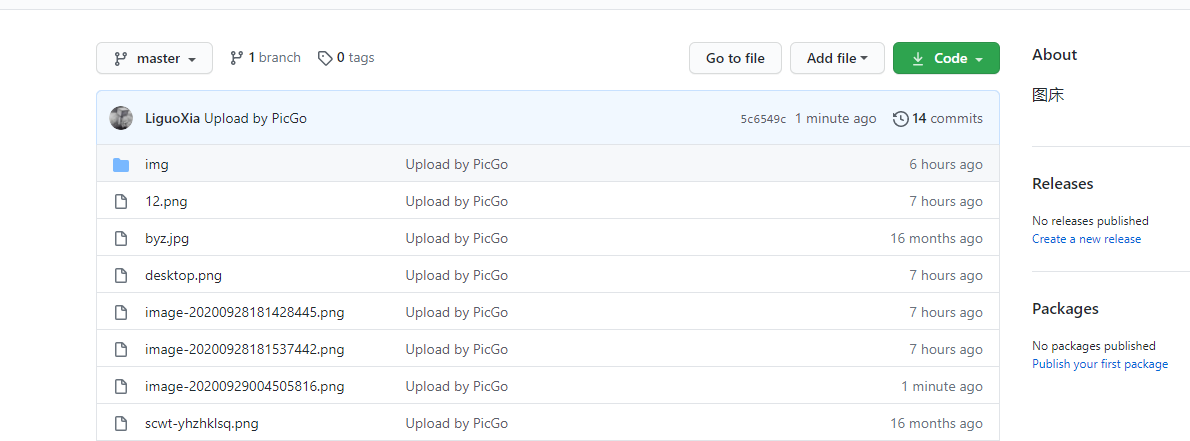 master 1 branch 0 tags Go to file Add file Code
LiguoXia Upload by PicGo 5c6549c 1 minute ago 14 commits
img Upload by PicGo 6 hours ago
12.png Upload by PicGo 7 hours ago
byz.jpg Upload by PicGo 16 months ago
desktop.png Upload by PicGo 7 hours ago
image-20200928181428445.png Upload by PicGo 7 hours ago
image-20200928181537442.png Upload by PicGo 7 hours ago
image-20200929004505816.png Upload by PicGo 1 minute ago
scwt-yhzhklsq.png Upload by PicGo 16 months ago
About
图床
Releases
No releases published
Create a new release
Packages
No packages published
Publish your first package